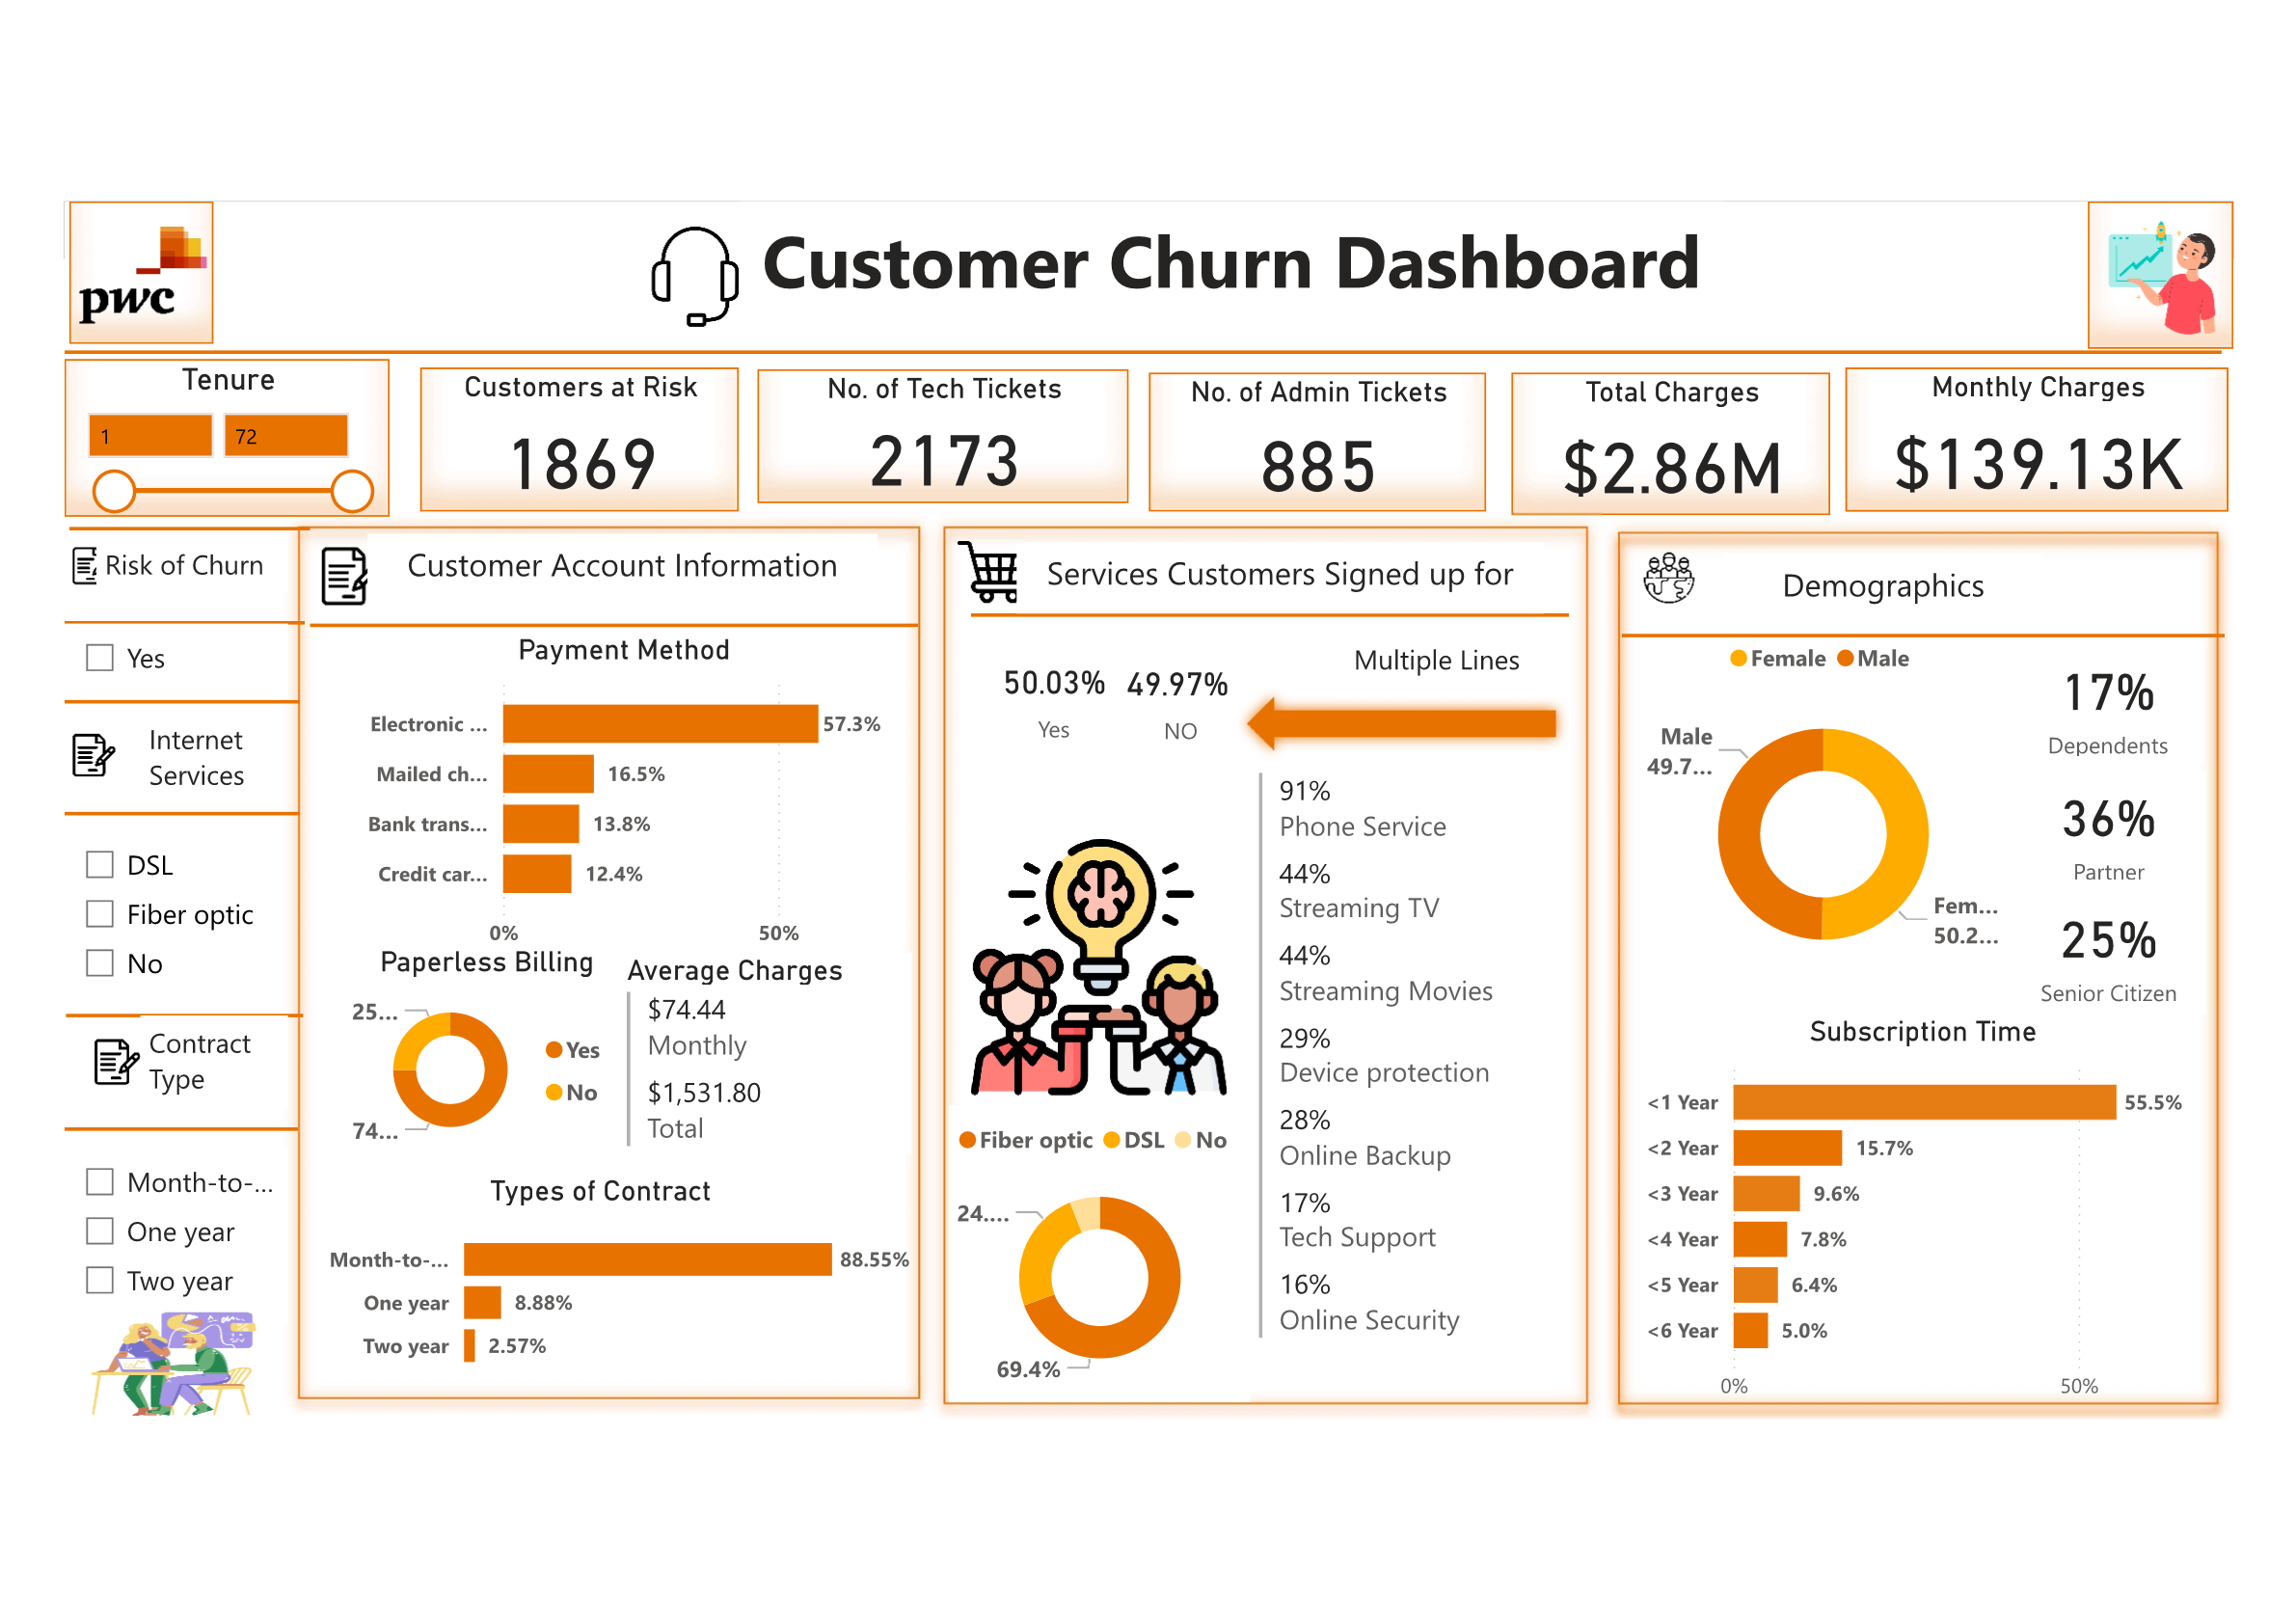 pwc
Customer Churn Dashboard
Tenure
1
72
Customers at Risk
1869
No. of Tech Tickets
2173
No. of Admin Tickets
885
Total Charges
$2.86M
Monthly Charges
$139.13K
Risk of Churn
Yes
Internet
Services
DSL
Fiber optic
No
Contract
Type
Month-to-...
One year
Two year
Customer Account Information
Payment Method
Electronic ...
57.3%
Mailed ch...
16.5%
Bank trans...
13.8%
Credit car...
12.4%
0%
50%
Paperless Billing
25...
74...
Yes
No
Average Charges
$74.44
Monthly
$1,531.80
Total
Types of Contract
Month-to-...
88.55%
One year
8.88%
Two year
2.57%
Services Customers Signed up for
Multiple Lines
50.03%
Yes
49.97%
NO
91%
Phone Service
44%
Streaming TV
44%
Streaming Movies
29%
Device protection
28%
Online Backup
17%
Tech Support
16%
Online Security
Fiber optic
DSL
No
24....
69.4%
Demographics
Female
Male
Male
49.7...
Fem...
50.2...
17%
Dependents
36%
Partner
25%
Senior Citizen
Subscription Time
<1 Year
55.5%
<2 Year
15.7%
<3 Year
9.6%
<4 Year
7.8%
<5 Year
6.4%
<6 Year
5.0%
0%
50%